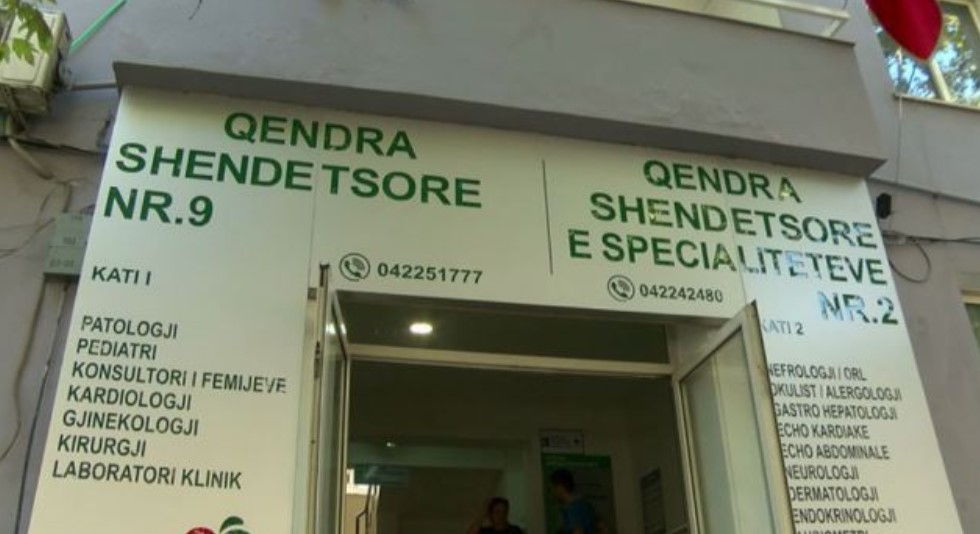 QENDRA
SHENDETSORE
NR.9
042251777
KATI I
PATOLOGJI
PEDIATRI
KONSULTORI I FEMIJEVE
KARDIOLOGJI
GJINEKOLOGJI
KIRURGJI
LABORATORI KLINIK
QENDRA
SHENDETSORE
E SPECIALITETEVE
NR.2
042242480
KATI 2
NEFROLOGJI / ORL
OKULIST / ALERGOLOGJI
GASTRO HEPATOLOGJI
ECHO KARDIAKE
ECHO ABDOMINALE
NEUROLOGJI
DERMATOLOGJI
ENDOKRINOLOGJI